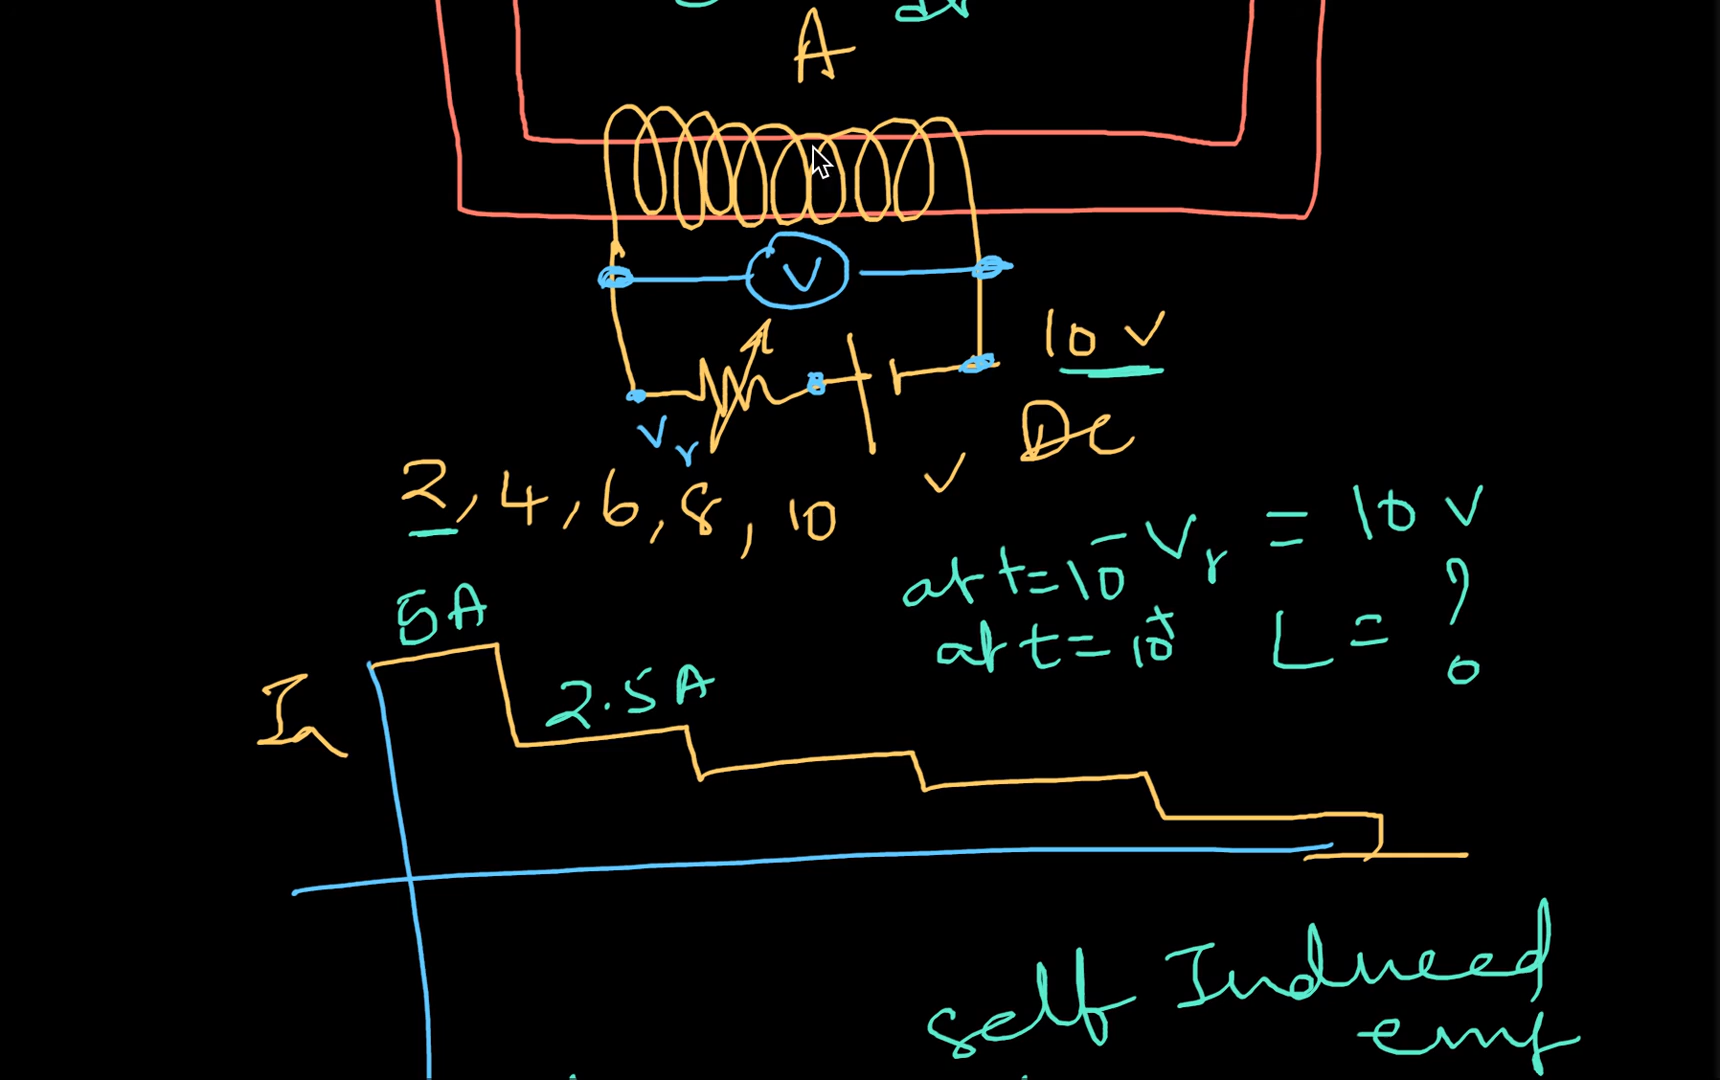 A
V
10 V
Vr
DC
2, 4, 6, 8, 10 V
Vr = 10 V
at t=10⁻
at t=10⁺
L = ?
5A
2.5A
self Induced
emf